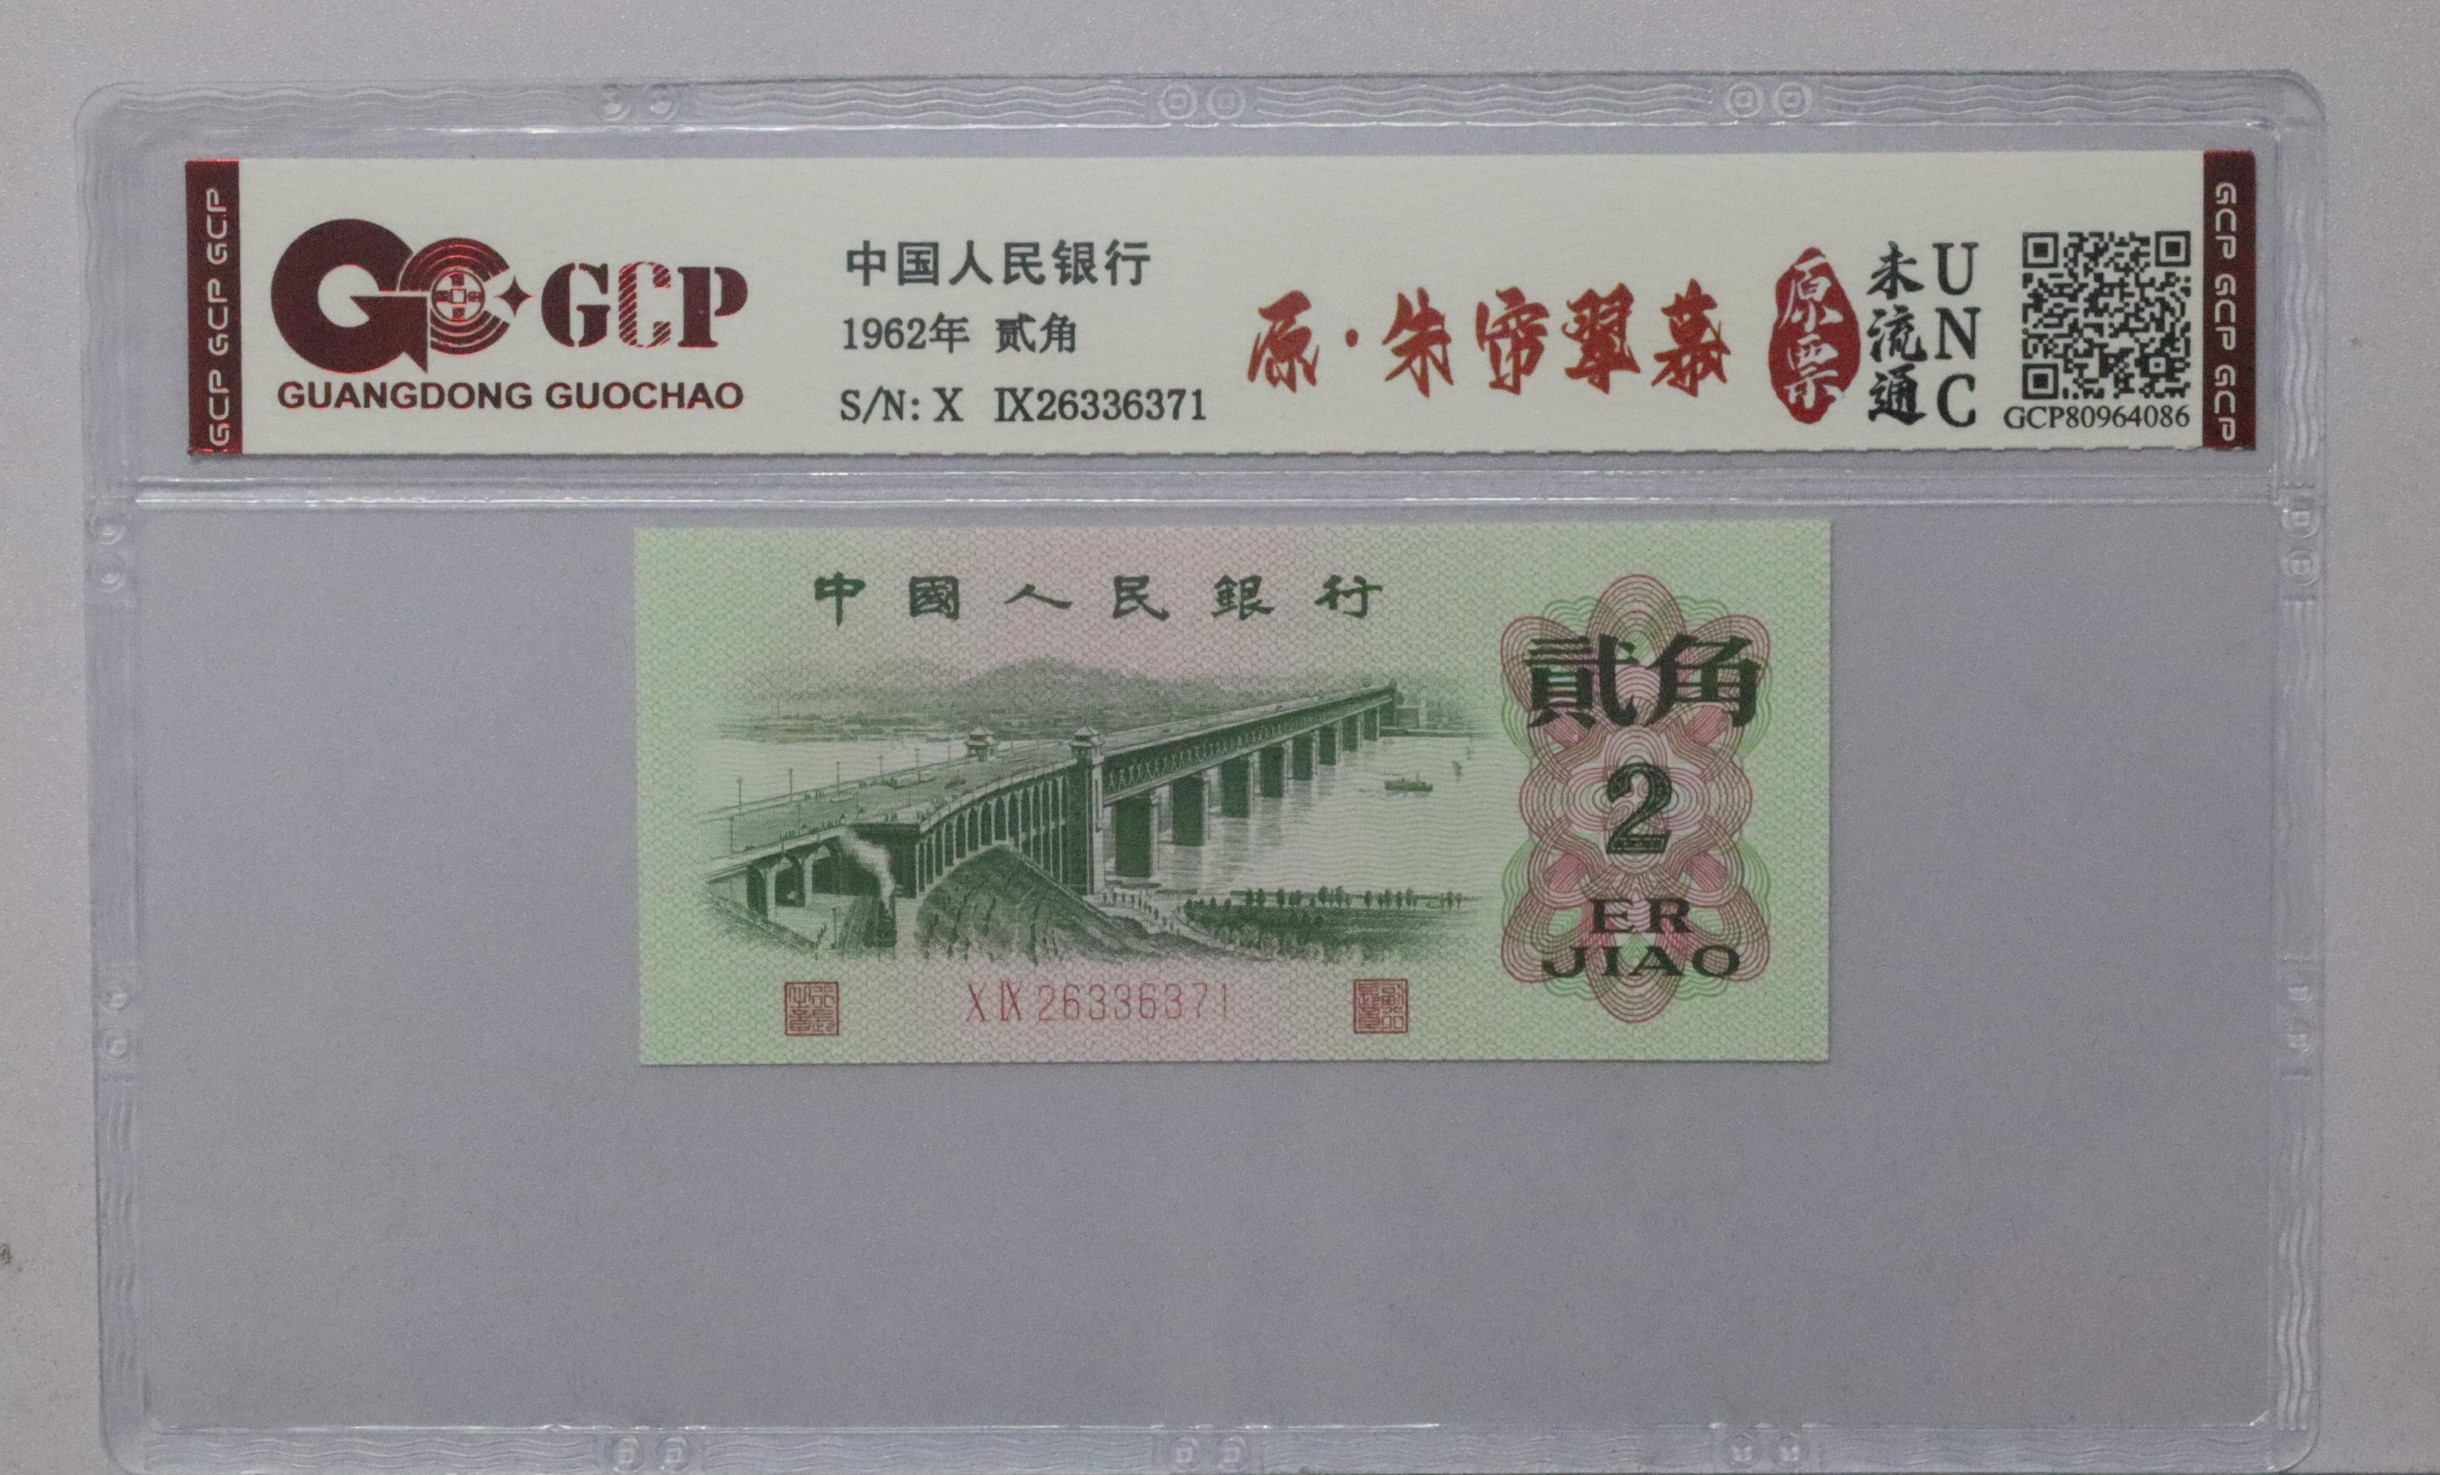 GCP GCP GCP
GCP
GUANGDONG GUOCHAO
中国人民银行
1962年 贰角
S/N: X Ⅸ26336371
原·朱帘翠幕
原票
未流通
UNC
GCP80964086
GCP GCP GCP
中國人民銀行
貳角
2
ER
JIAO
X Ⅸ 26336371